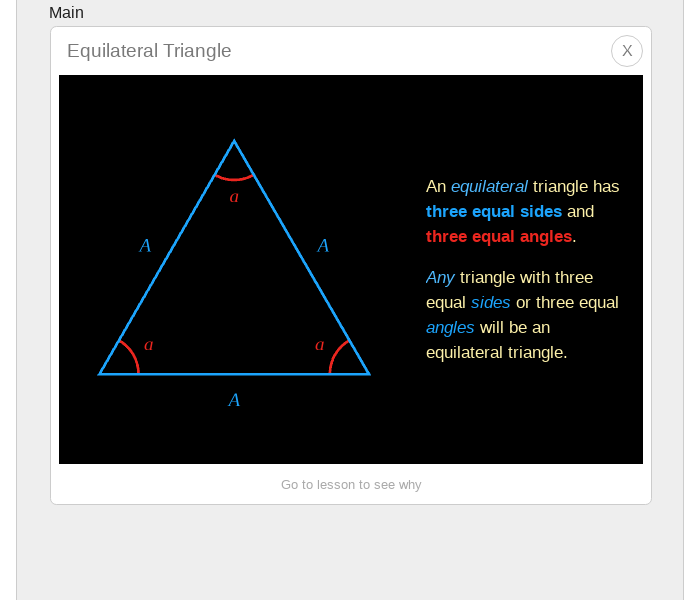 Main
Equilateral Triangle
X
a
A
A
a
a
A
An equilateral triangle has
three equal sides and
three equal angles.
Any triangle with three
equal sides or three equal
angles will be an
equilateral triangle.
Go to lesson to see why